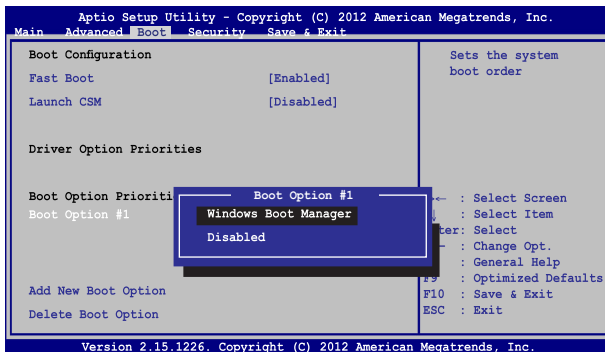 Aptio Setup Utility - Copyright (C) 2012 American Megatrends, Inc.
Main Advanced Boot Security Save & Exit
Boot Configuration
Fast Boot [Enabled]
Launch CSM [Disabled]
Driver Option Priorities
Boot Option Prioriti
Boot Option #1
Boot Option #1
Windows Boot Manager
Disabled
Add New Boot Option
Delete Boot Option
Sets the system
boot order
: Select Screen
: Select Item
ter: Select
: Change Opt.
: General Help
F9 : Optimized Defaults
F10 : Save & Exit
ESC : Exit
Version 2.15.1226. Copyright (C) 2012 American Megatrends, Inc.